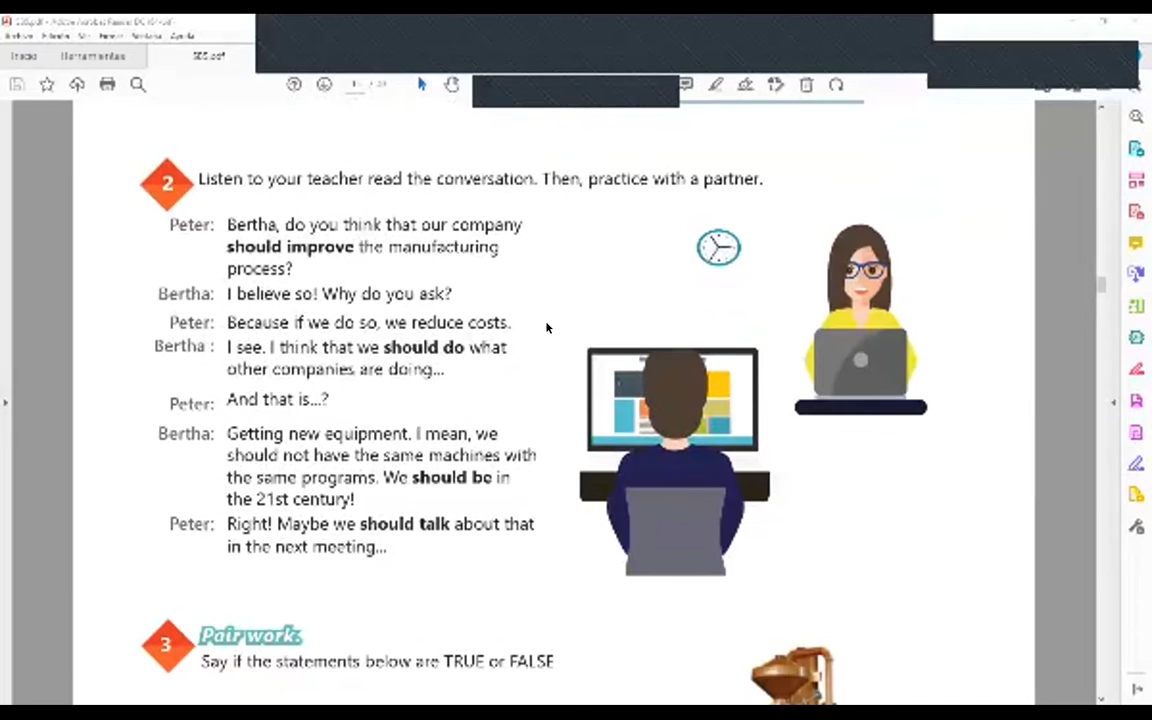 Inicio Herramientas
2 Listen to your teacher read the conversation. Then, practice with a partner.
Peter: Bertha, do you think that our company
should improve the manufacturing
process?
Bertha: I believe so! Why do you ask?
Peter: Because if we do so, we reduce costs.
Bertha : I see. I think that we should do what
other companies are doing...
Peter: And that is...?
Bertha: Getting new equipment. I mean, we
should not have the same machines with
the same programs. We should be in
the 21st century!
Peter: Right! Maybe we should talk about that
in the next meeting...
3 Pair work.
Say if the statements below are TRUE or FALSE